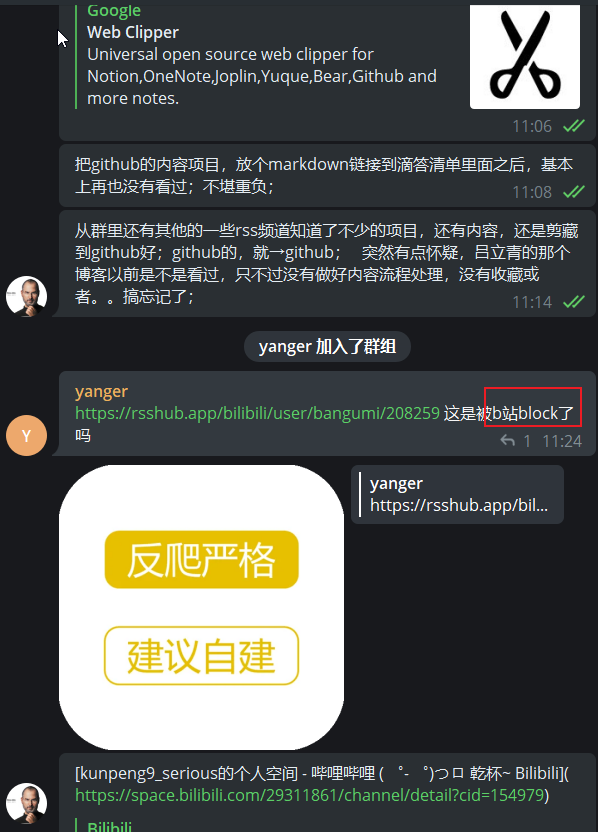 Google
Web Clipper
Universal open source web clipper for
Notion,OneNote,Joplin,Yuque,Bear,Github and
more notes.
11:06
把github的内容项目，放个markdown链接到滴答清单里面之后，基本
上再也没有看过；不堪重负；
11:08
从群里还有其他的一些rss频道知道了不少的项目，还有内容，还是剪藏
到github好；github的，就→github； 突然有点怀疑，吕立青的那个
博客以前是不是看过，只不过没有做好内容流程处理，没有收藏或
者。。搞忘记了；
11:14
yanger 加入了群组
yanger
https://rsshub.app/bilibili/user/bangumi/208259 这是被b站block了
吗
1 11:24
Y
反爬严格
建议自建
yanger
https://rsshub.app/bil...
[kunpeng9_serious的个人空间 - 哔哩哔哩 ( ゜- ゜)つロ 乾杯~ Bilibili](
https://space.bilibili.com/29311861/channel/detail?cid=154979)
Bilibili